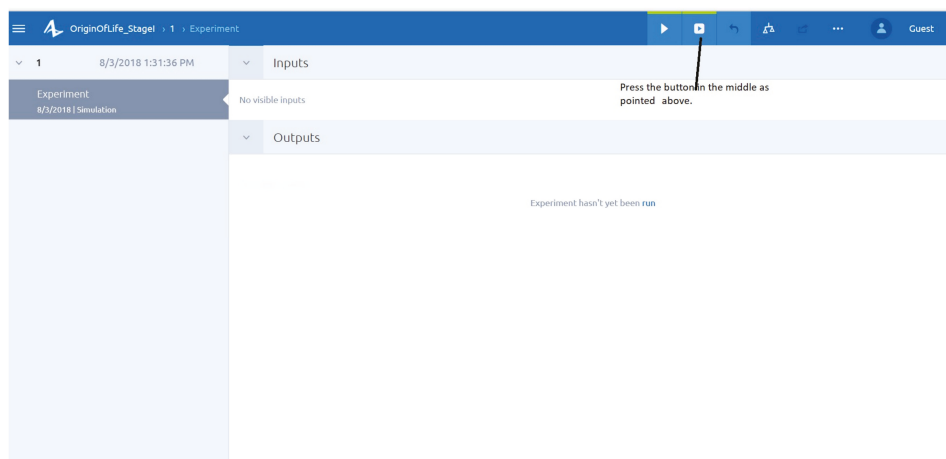 OriginOfLife_StageI › 1 › Experiment
Guest
1 8/3/2018 1:31:36 PM
Experiment
8/3/2018 | Simulation
Inputs
No visible inputs
Press the button in the middle as
pointed above.
Outputs
Experiment hasn't yet been run